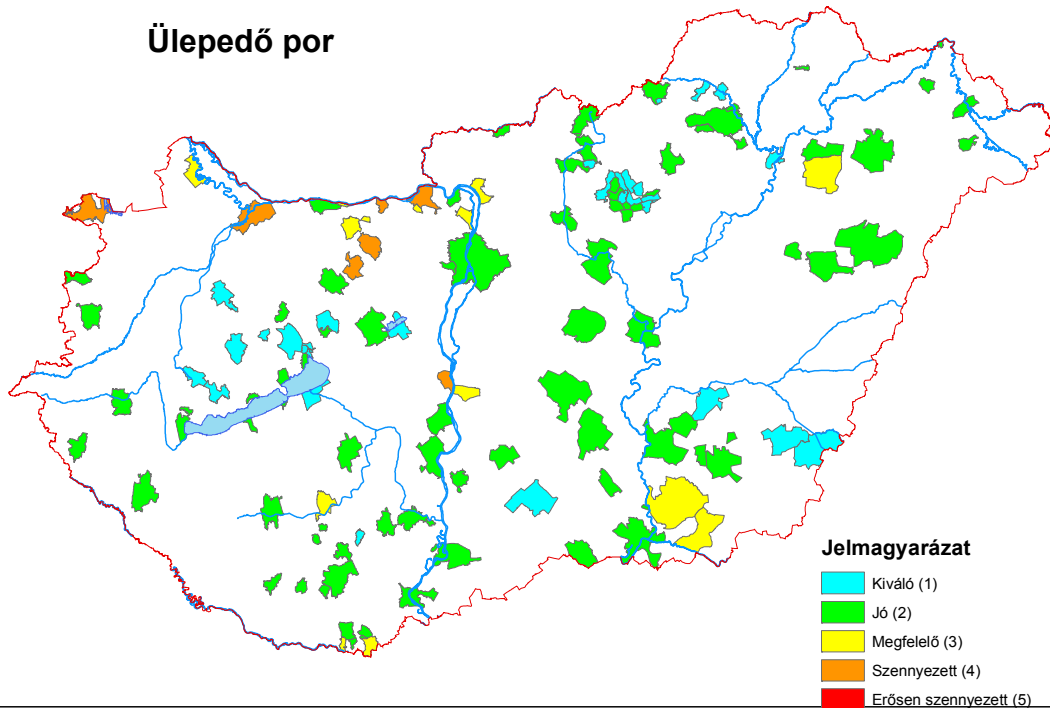 Ülepedő por
Jelmagyarázat
Kiváló (1)
Jó (2)
Megfelelő (3)
Szennyezett (4)
Erősen szennyezett (5)